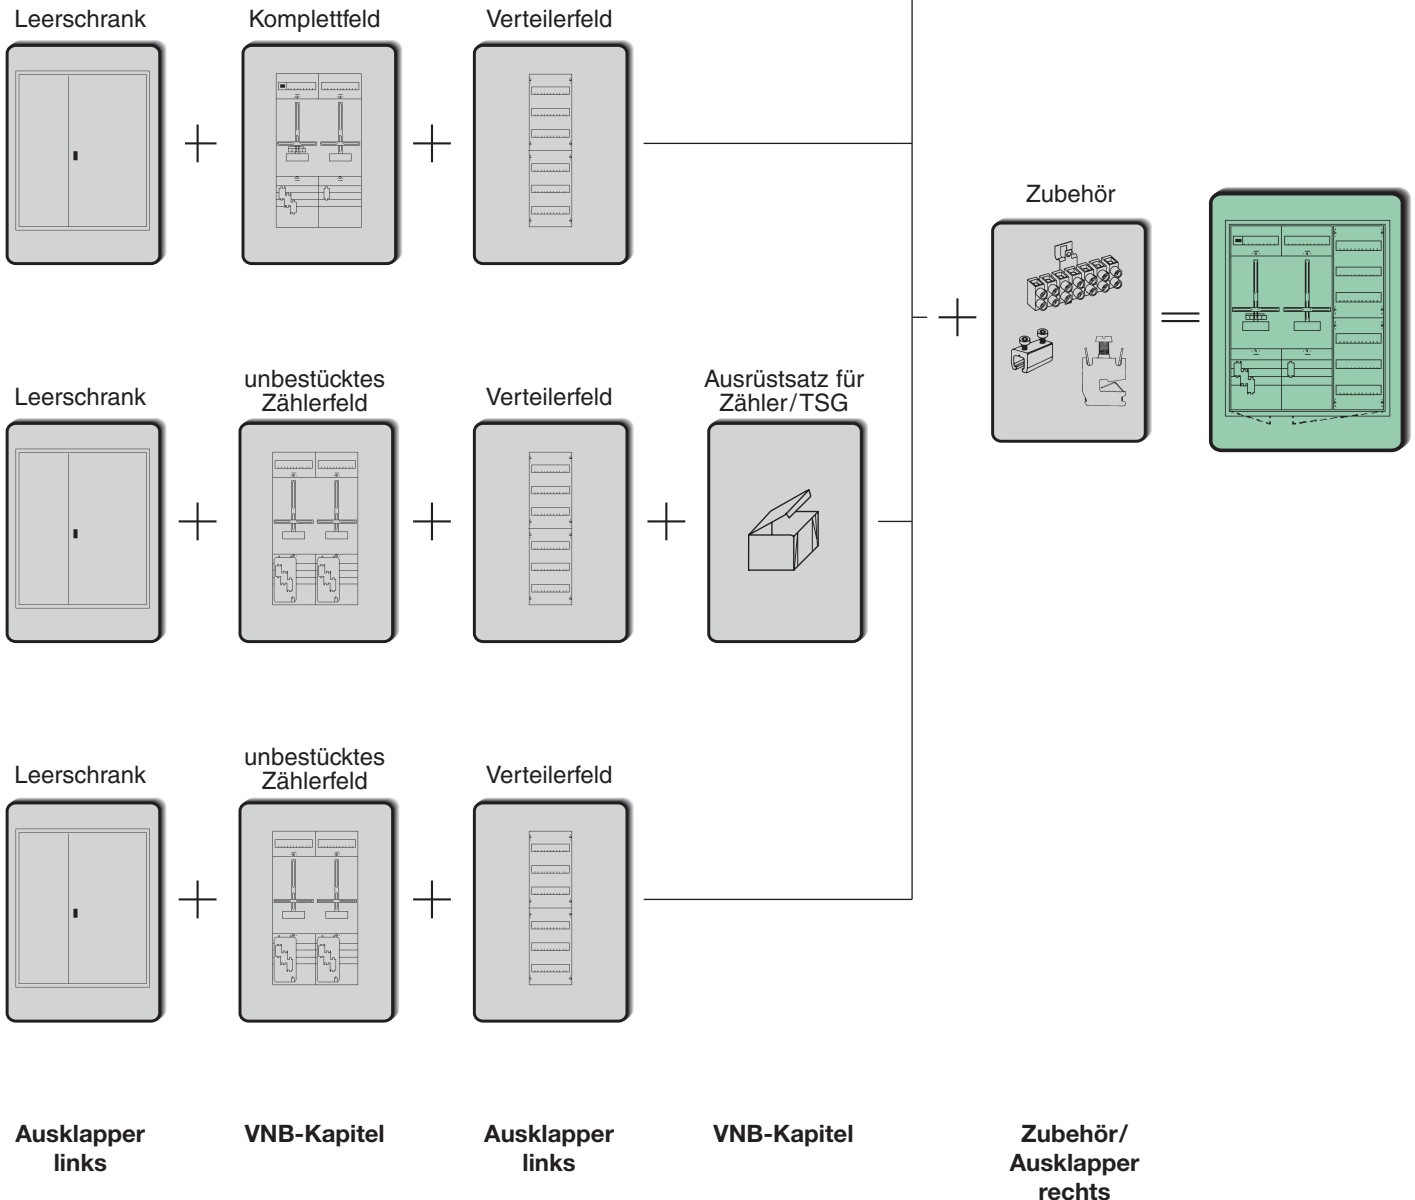 Leerschrank
Komplettfeld
Verteilerfeld
Zubehör
Leerschrank
unbestücktes
Zählerfeld
Verteilerfeld
Ausrüstsatz für
Zähler/TSG
Leerschrank
unbestücktes
Zählerfeld
Verteilerfeld
Ausklapper
links
VNB-Kapitel
Ausklapper
links
VNB-Kapitel
Zubehör/
Ausklapper
rechts